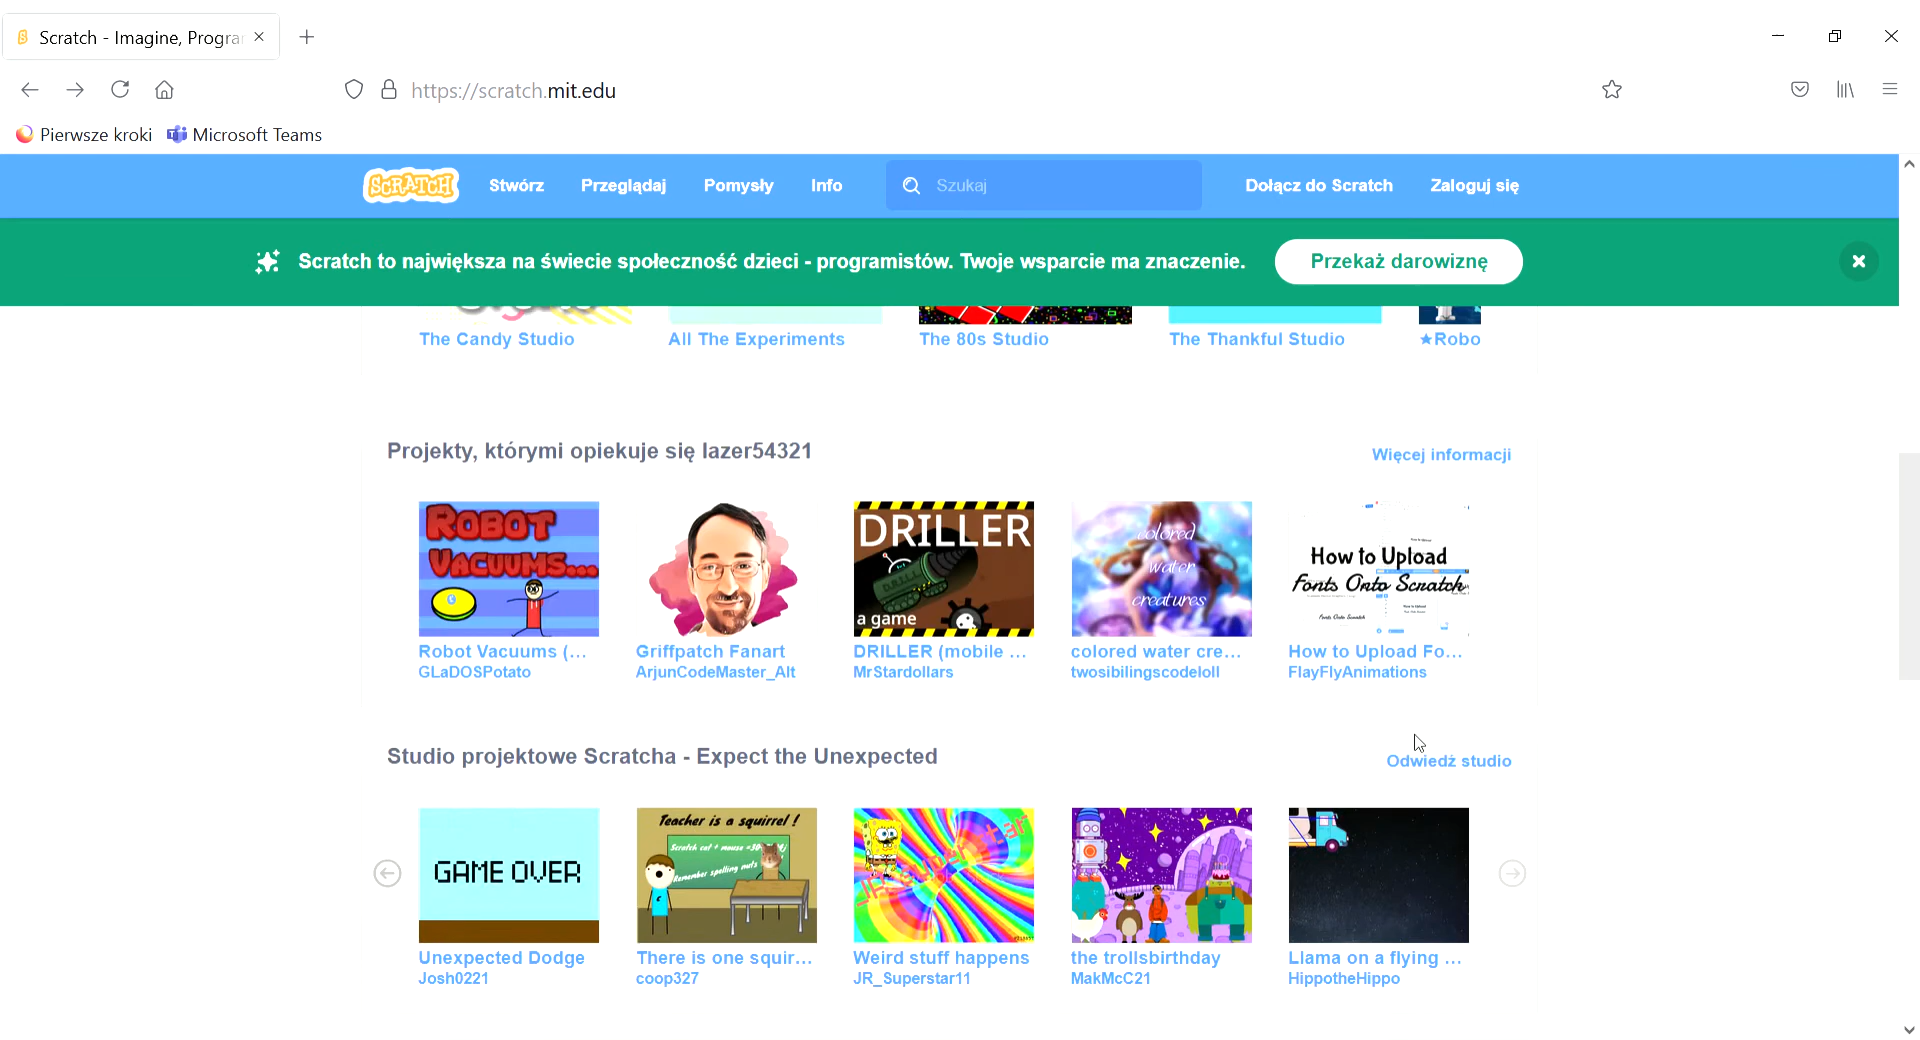 Scratch - Imagine, Progra
https://scratch.mit.edu
Pierwsze kroki Microsoft Teams
SCRATCH Stwórz Przeglądaj Pomysły Info Szukaj Dołącz do Scratch Zaloguj się
Scratch to największa na świecie społeczność dzieci - programistów. Twoje wsparcie ma znaczenie. Przekaż darowiznę
The Candy Studio All The Experiments The 80s Studio The Thankful Studio ★Robo
Projekty, którymi opiekuje się lazer54321 Więcej informacji
ROBOT
VACUUMS...
DRILLER
a game
colored
water
creatures
How to Upload
Fonts Onto Scratch
Robot Vacuums (... Griffpatch Fanart DRILLER (mobile ... colored water cre... How to Upload Fo...
GLaDOSPotato ArjunCodeMaster_Alt MrStardollars twosibilingscodeloll FlayFlyAnimations
Studio projektowe Scratcha - Expect the Unexpected Odwiedź studio
GAME OVER
Teacher is a squirrel !
Remember spelling nuts
Unexpected Dodge There is one squir... Weird stuff happens the trollsbirthday Llama on a flying ...
Josh0221 coop327 JR_Superstar11 MakMcC21 HippotheHippo